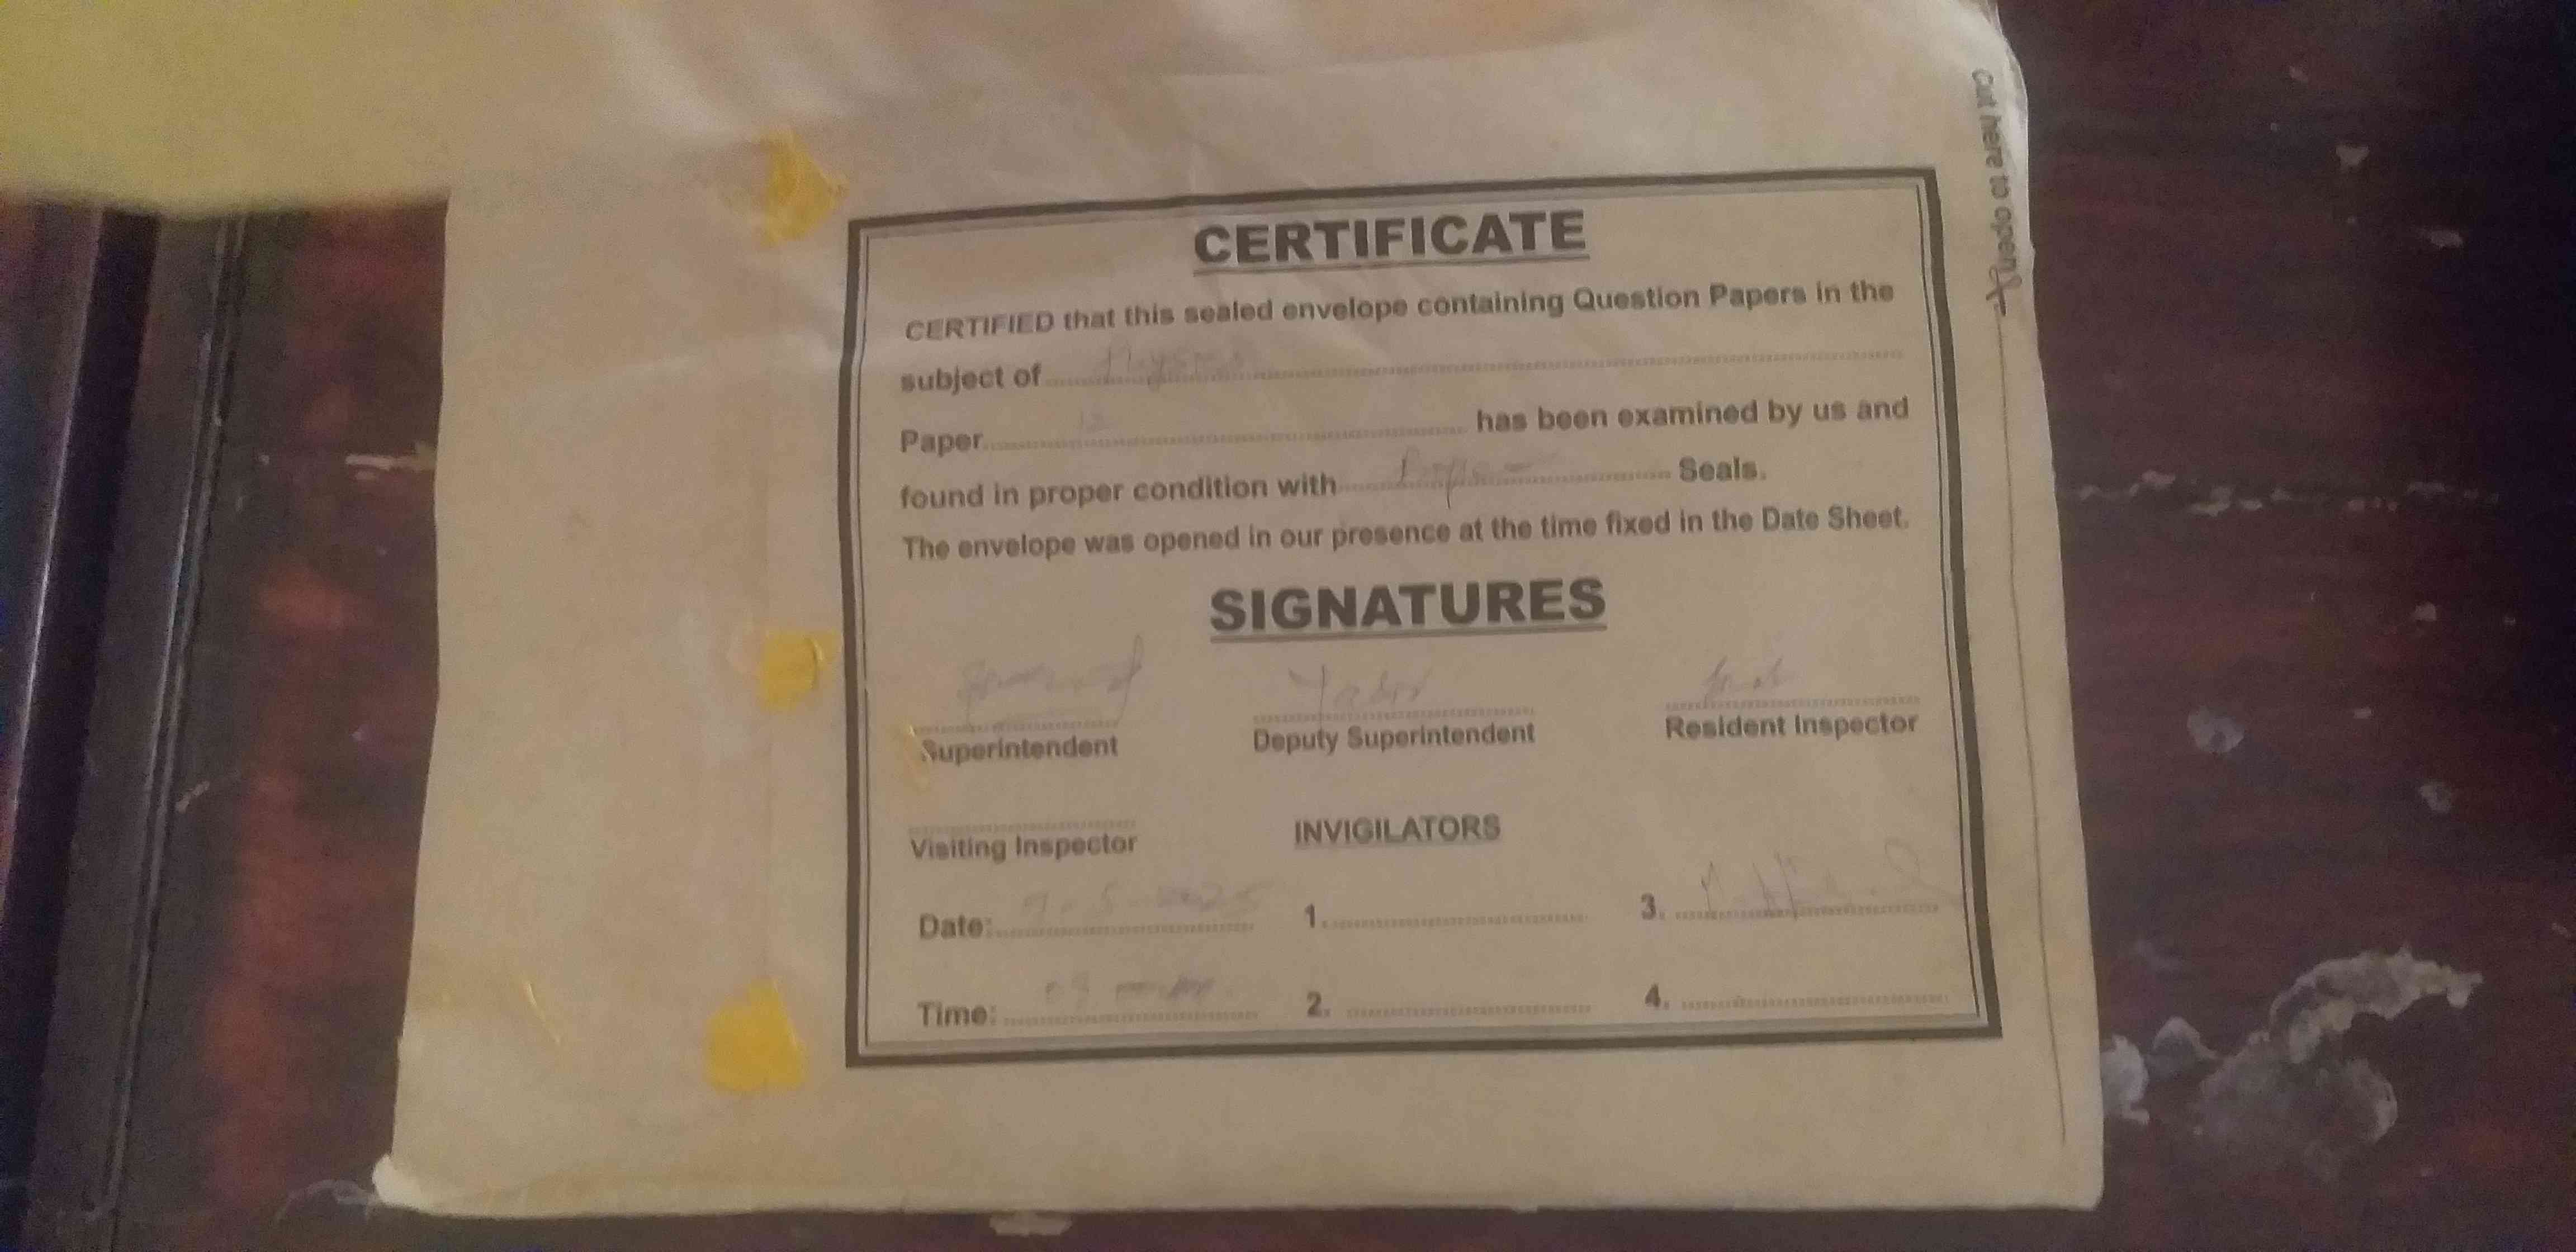 Cut here to open
CERTIFICATE
CERTIFIED that this sealed envelope containing Question Papers in the
subject of
Paper has been examined by us and
found in proper condition with Seals.
The envelope was opened in our presence at the time fixed in the Date Sheet.
SIGNATURES
Superintendent Deputy Superintendent Resident Inspector
Visiting Inspector INVIGILATORS
Date: 1. 3.
Time: 2. 4.